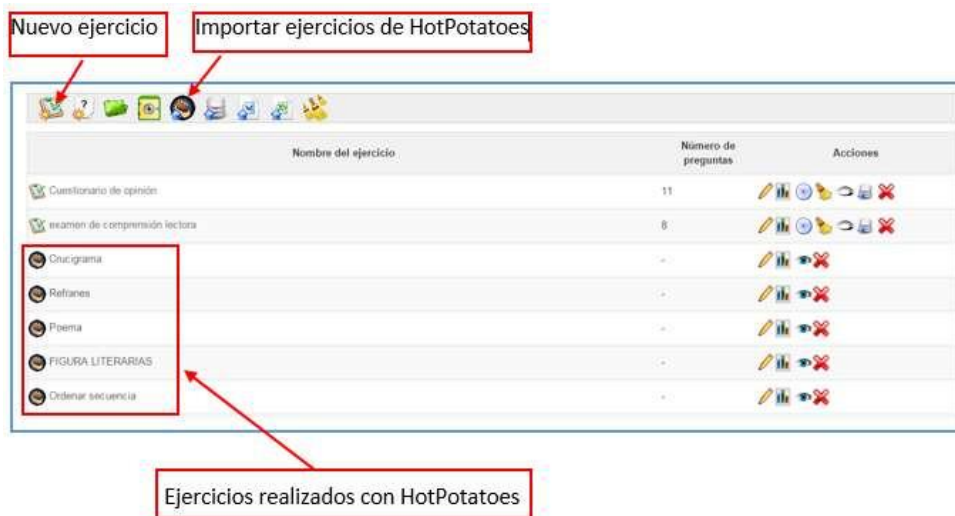 Nuevo ejercicio
Importar ejercicios de HotPotatoes
Nombre del ejercicio
Número de
preguntas
Acciones
Cuestionario de opinión 11
examen de comprensión lectora 8
Crucigrama -
Refranes -
Poema -
FIGURA LITERARIAS -
Ordenar secuencia -
Ejercicios realizados con HotPotatoes